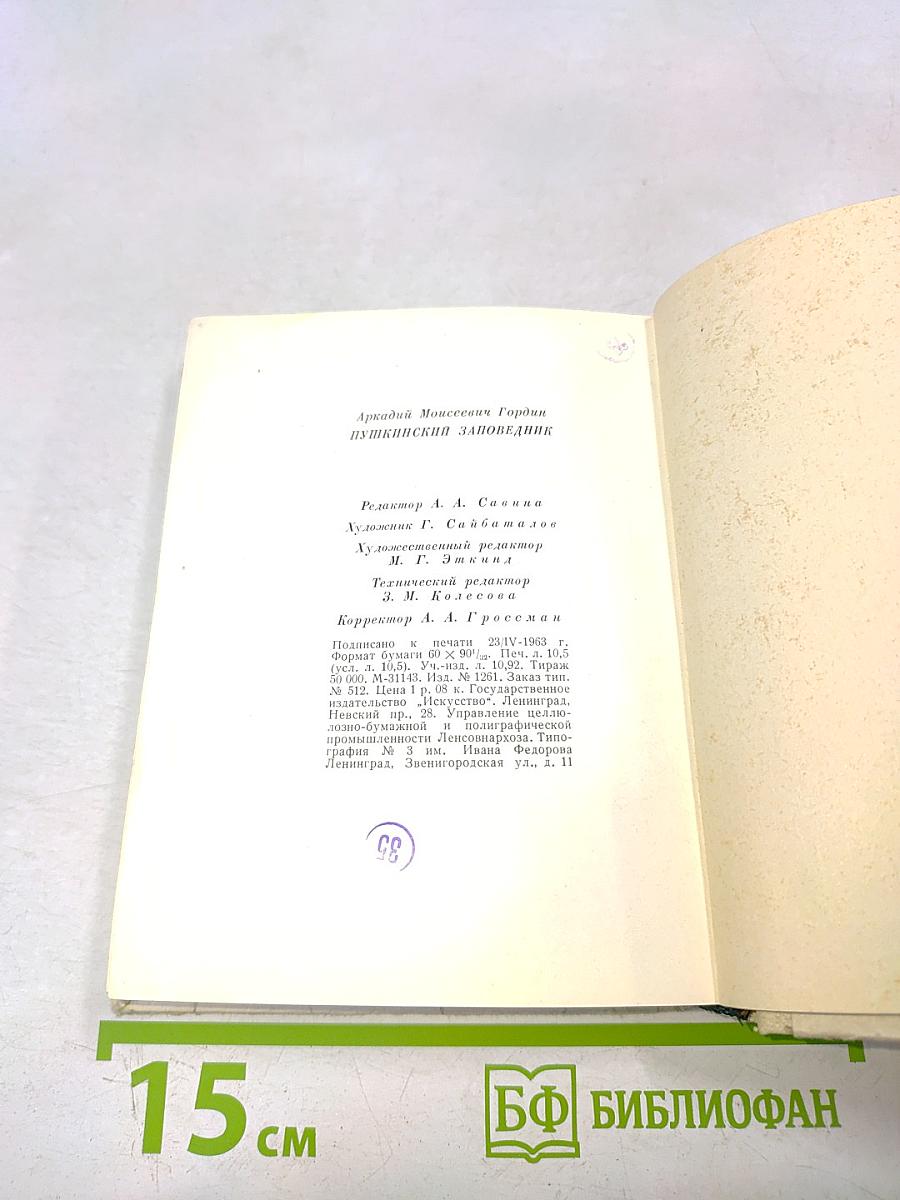 Аркадий Моисеевич Гордин
ПУШКИНСКИЙ ЗАПОВЕДНИК
Редактор А. А. Савина
Художник Г. Сайбаталов
Художественный редактор
М. Г. Эткинд
Технический редактор
З. М. Колесова
Корректор А. А. Гроссман
Подписано к печати 23/IV-1963 г.
Формат бумаги 60 × 90¹/₃₂. Печ. л. 10,5
(усл. л. 10,5). Уч.-изд. л. 10,92. Тираж
50 000. М-31143. Изд. № 1261. Заказ тип.
№ 512. Цена 1 р. 08 к. Государственное
издательство „Искусство“. Ленинград,
Невский пр., 28. Управление целлю-
лозно-бумажной и полиграфической
промышленности Ленсовнархоза. Типо-
графия № 3 им. Ивана Федорова
Ленинград, Звенигородская ул., д. 11
35
15 см
БФ БИБЛИОФАН